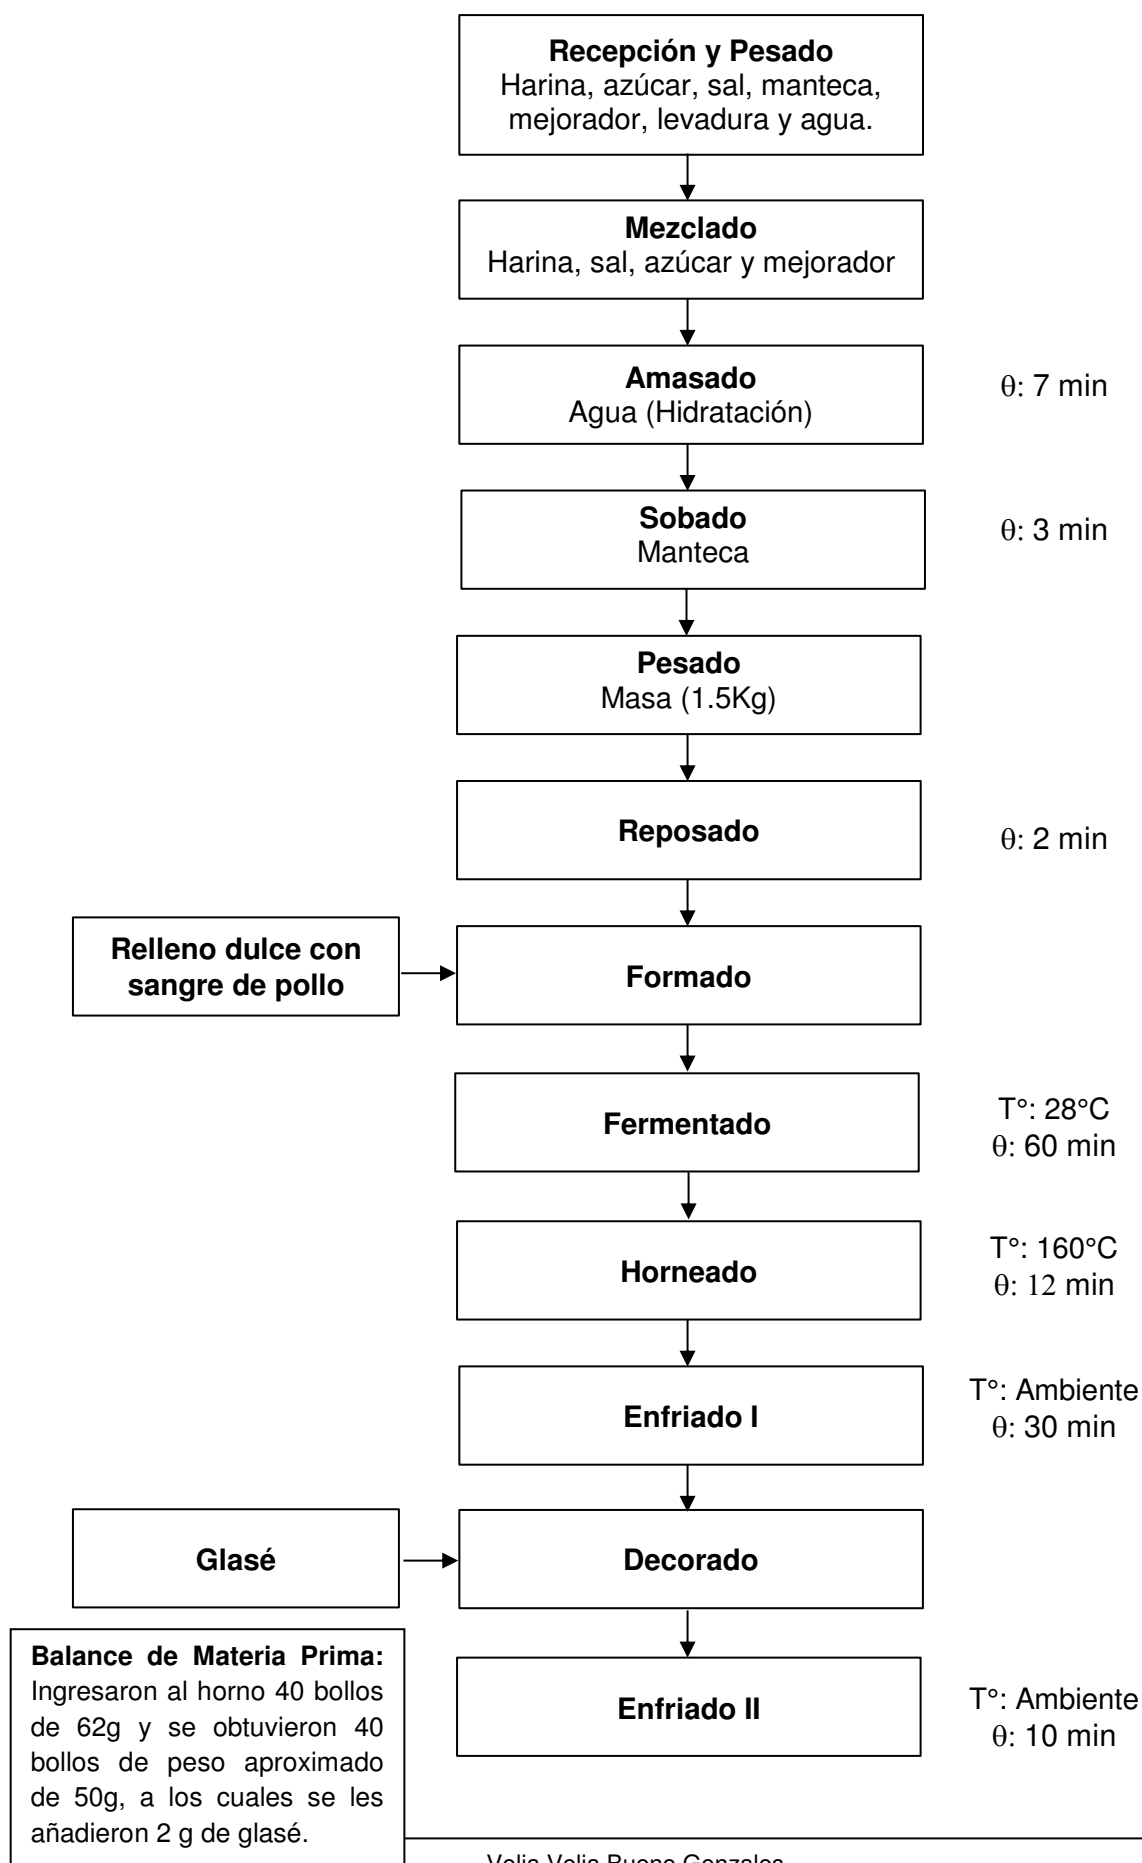 Recepción y Pesado
Harina, azúcar, sal, manteca,
mejorador, levadura y agua.
Mezclado
Harina, sal, azúcar y mejorador
Amasado
Agua (Hidratación)
θ: 7 min
Sobado
Manteca
θ: 3 min
Pesado
Masa (1.5Kg)
Reposado
θ: 2 min
Relleno dulce con
sangre de pollo
Formado
Fermentado
T°: 28°C
θ: 60 min
Horneado
T°: 160°C
θ: 12 min
Enfriado I
T°: Ambiente
θ: 30 min
Glasé
Decorado
Balance de Materia Prima:
Ingresaron al horno 40 bollos
de 62g y se obtuvieron 40
bollos de peso aproximado
de 50g, a los cuales se les
añadieron 2 g de glasé.
Enfriado II
T°: Ambiente
θ: 10 min
Velia Velia Bueno Gonzales